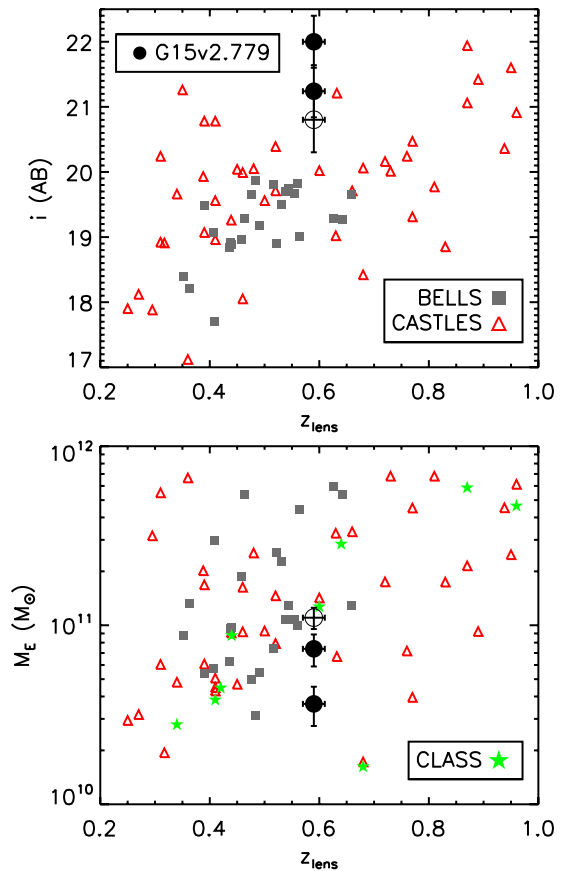 22
21
20
19
18
17
i (AB)
G15v2.779
BELLS
CASTLES
0.2 0.4 0.6 0.8 1.0
z_lens
10^12
10^11
10^10
M_E (M_⊙)
CLASS
0.2 0.4 0.6 0.8 1.0
z_lens